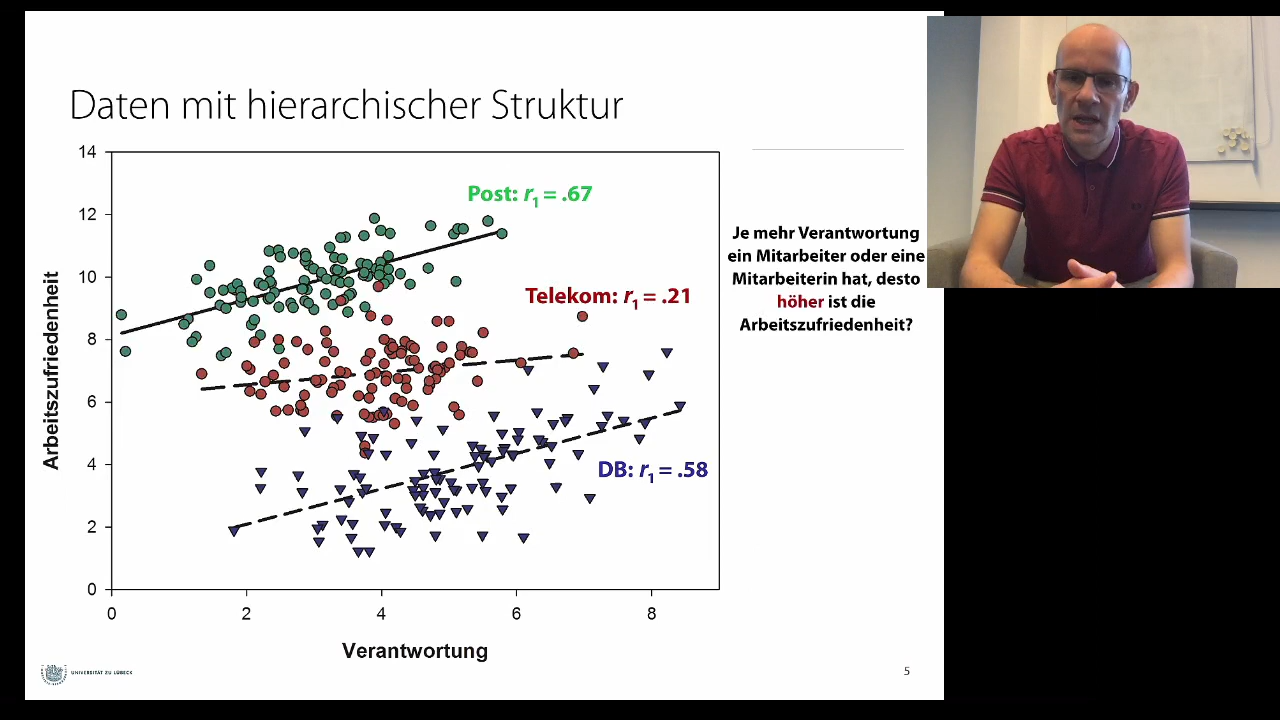 Daten mit hierarchischer Struktur
14
12
10
8
6
4
2
0
0 2 4 6 8
Arbeitszufriedenheit
Verantwortung
Post: r1 = .67
Telekom: r1 = .21
DB: r1 = .58
Je mehr Verantwortung
ein Mitarbeiter oder eine
Mitarbeiterin hat, desto
höher ist die
Arbeitszufriedenheit?
UNIVERSITÄT ZU LÜBECK
5